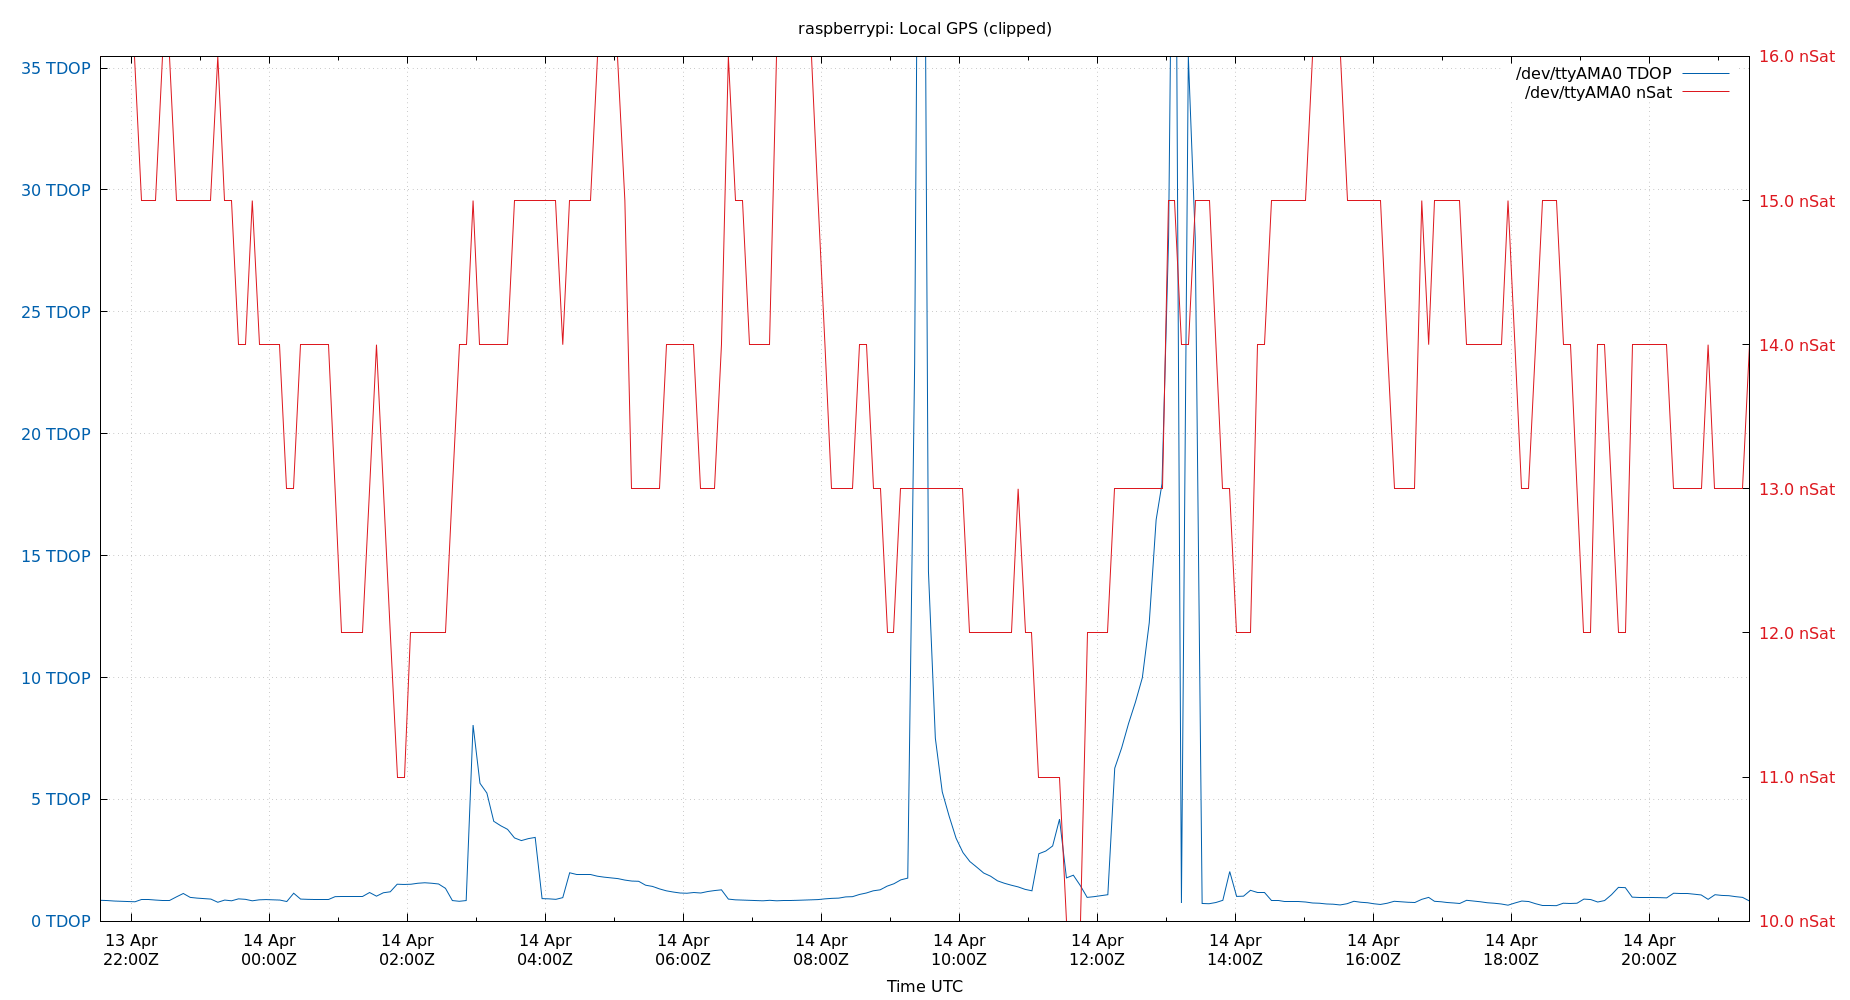 raspberrypi: Local GPS (clipped)
35 TDOP
30 TDOP
25 TDOP
20 TDOP
15 TDOP
10 TDOP
5 TDOP
0 TDOP
16.0 nSat
15.0 nSat
14.0 nSat
13.0 nSat
12.0 nSat
11.0 nSat
10.0 nSat
/dev/ttyAMA0 TDOP
/dev/ttyAMA0 nSat
13 Apr
22:00Z
14 Apr
00:00Z
14 Apr
02:00Z
14 Apr
04:00Z
14 Apr
06:00Z
14 Apr
08:00Z
14 Apr
10:00Z
14 Apr
12:00Z
14 Apr
14:00Z
14 Apr
16:00Z
14 Apr
18:00Z
14 Apr
20:00Z
Time UTC